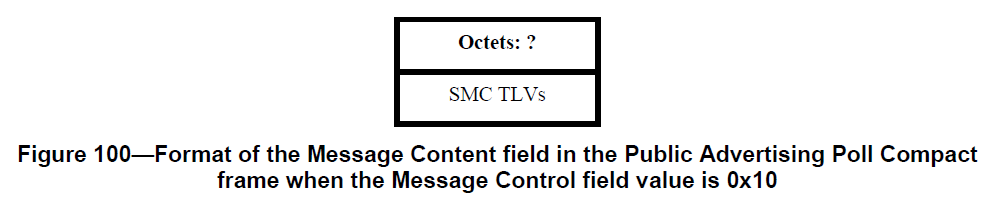 Octets: ?
SMC TLVs
Figure 100—Format of the Message Content field in the Public Advertising Poll Compact
frame when the Message Control field value is 0x10